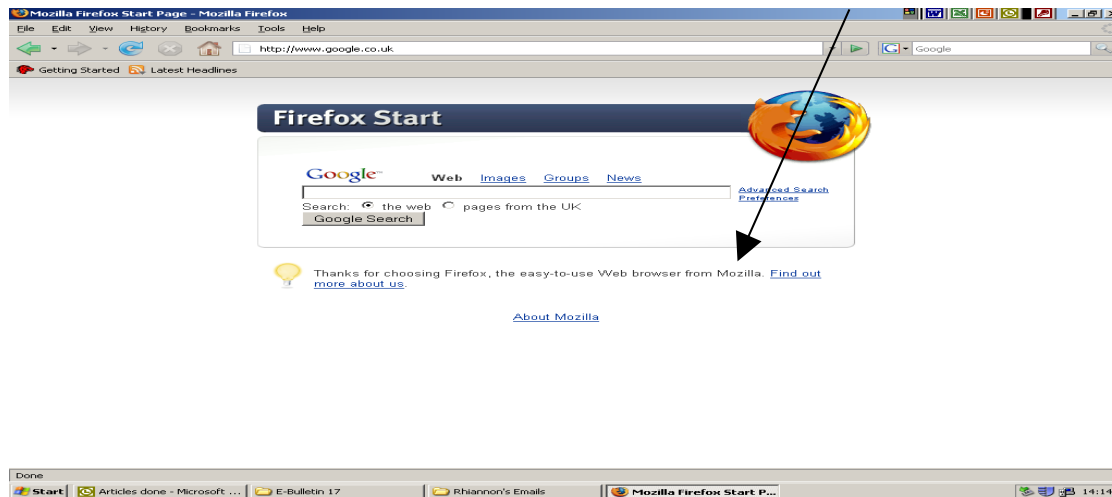 Mozilla Firefox Start Page - Mozilla Firefox
File Edit View History Bookmarks Tools Help
http://www.google.co.uk
G Google
Getting Started Latest Headlines
Firefox Start
Google™ Web Images Groups News
Advanced Search
Preferences
Search: the web pages from the UK
Google Search
Thanks for choosing Firefox, the easy-to-use Web browser from Mozilla. Find out
more about us.
About Mozilla
Done
Start Articles done - Microsoft ... E-Bulletin 17 Rhiannon's Emails Mozilla Firefox Start P... 14:14